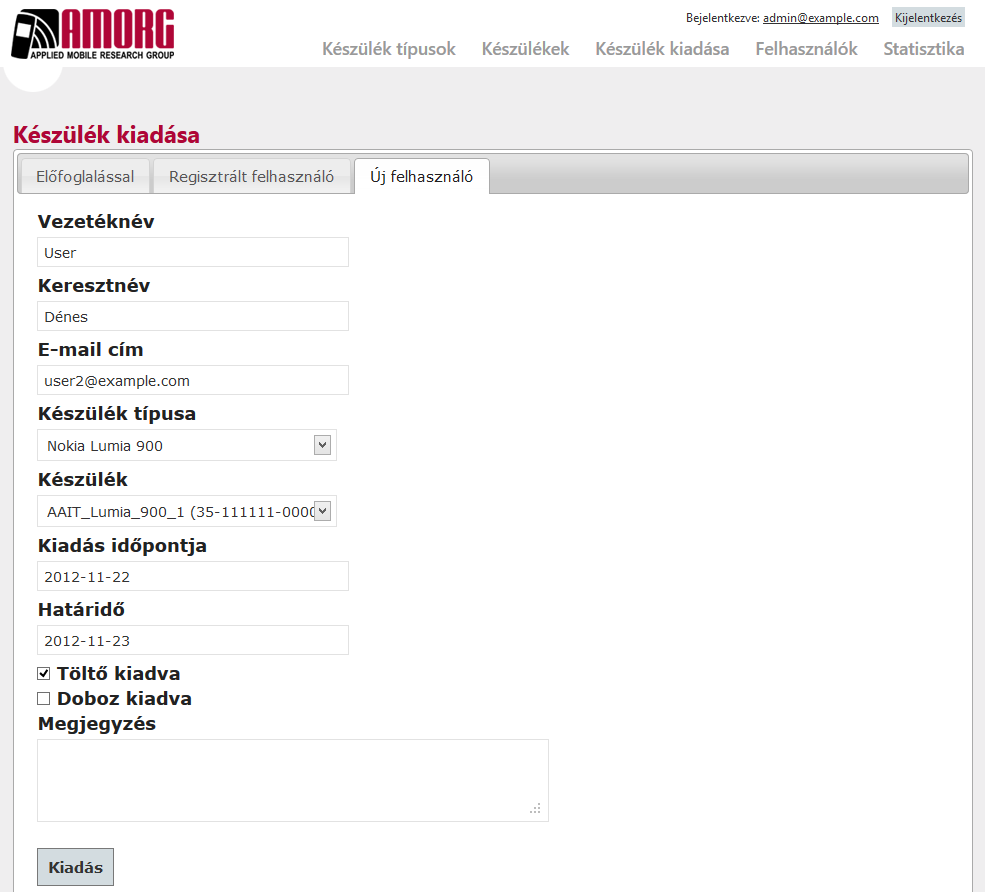 AMORG
APPLIED MOBILE RESEARCH GROUP
Bejelentkezve: admin@example.com Kijelentkezés
Készülék típusok Készülékek Készülék kiadása Felhasználók Statisztika
Készülék kiadása
Előfoglalással Regisztrált felhasználó Új felhasználó
Vezetéknév
User
Keresztnév
Dénes
E-mail cím
user2@example.com
Készülék típusa
Nokia Lumia 900
Készülék
AAIT_Lumia_900_1 (35-111111-0000
Kiadás időpontja
2012-11-22
Határidő
2012-11-23
Töltő kiadva
Doboz kiadva
Megjegyzés
Kiadás